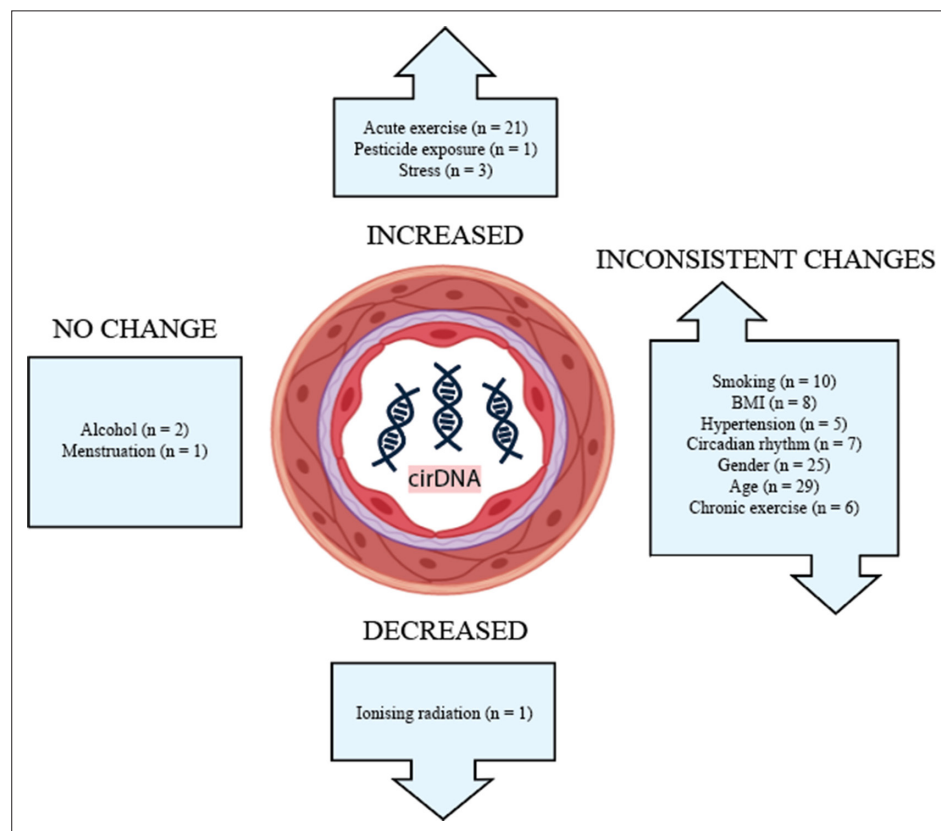 Acute exercise (n = 21)
Pesticide exposure (n = 1)
Stress (n = 3)
INCREASED
INCONSISTENT CHANGES
NO CHANGE
Alcohol (n = 2)
Menstruation (n = 1)
cirDNA
Smoking (n = 10)
BMI (n = 8)
Hypertension (n = 5)
Circadian rhythm (n = 7)
Gender (n = 25)
Age (n = 29)
Chronic exercise (n = 6)
DECREASED
Ionising radiation (n = 1)